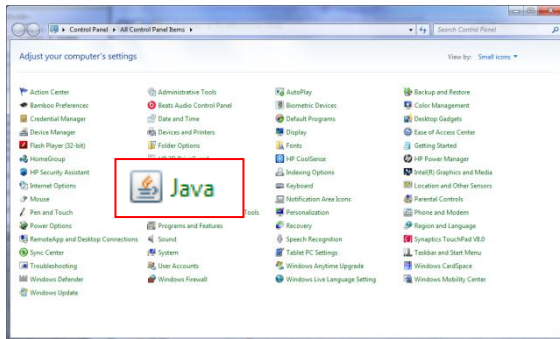 Control Panel ▸ All Control Panel Items ▸
Search Control Panel
Adjust your computer's settings
View by: Small icons
Action Center
Administrative Tools
AutoPlay
Backup and Restore
Bamboo Preferences
Beats Audio Control Panel
Biometric Devices
Color Management
Credential Manager
Date and Time
Default Programs
Desktop Gadgets
Device Manager
Devices and Printers
Display
Ease of Access Center
Flash Player (32-bit)
Folder Options
Fonts
Getting Started
HomeGroup
HP CoolSense
HP Power Manager
HP Security Assistant
Java
Indexing Options
Intel(R) Graphics and Media
Internet Options
Keyboard
Location and Other Sensors
Mouse
Notification Area Icons
Parental Controls
Pen and Touch
Tools
Personalization
Phone and Modem
Power Options
Programs and Features
Recovery
Region and Language
RemoteApp and Desktop Connections
Sound
Speech Recognition
Synaptics TouchPad V8.0
Sync Center
System
Tablet PC Settings
Taskbar and Start Menu
Troubleshooting
User Accounts
Windows Anytime Upgrade
Windows CardSpace
Windows Defender
Windows Firewall
Windows Live Language Setting
Windows Mobility Center
Windows Update